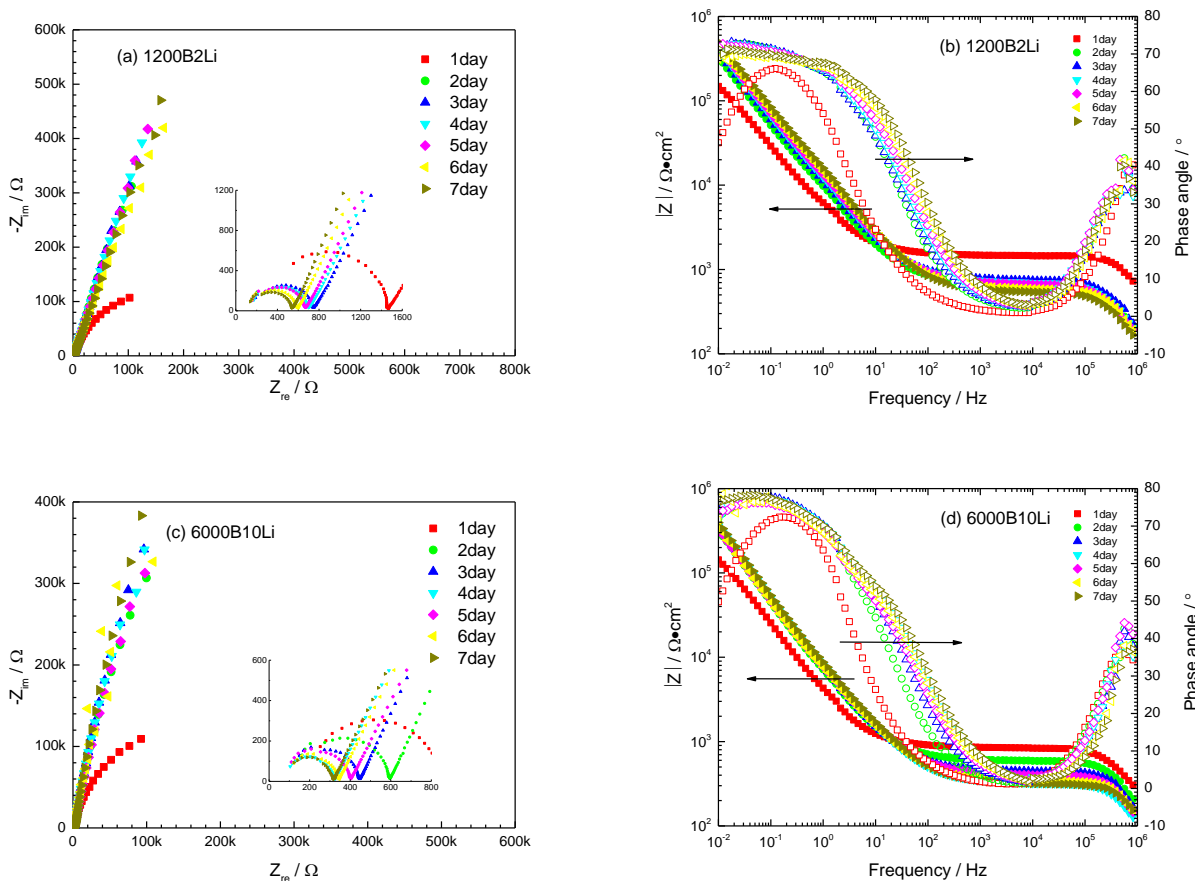 (a) 1200B2Li
600k
500k
400k
300k
200k
100k
0
-Z_im / Ω
1day
2day
3day
4day
5day
6day
7day
1200
800
400
0
0 400 800 1200 1600
0 100k 200k 300k 400k 500k 600k 700k 800k
Z_re / Ω
(b) 1200B2Li
10^6
10^5
10^4
10^3
10^2
|Z| / Ω•cm^2
1day
2day
3day
4day
5day
6day
7day
80
70
60
50
40
30
20
10
0
-10
Phase angle / °
10^-2 10^-1 10^0 10^1 10^2 10^3 10^4 10^5 10^6
Frequency / Hz
(c) 6000B10Li
400k
300k
200k
100k
0
-Z_im / Ω
1day
2day
3day
4day
5day
6day
7day
600
400
200
0
0 200 400 600 800
0 100k 200k 300k 400k 500k 600k
Z_re / Ω
(d) 6000B10Li
10^6
10^5
10^4
10^3
10^2
|Z| / Ω•cm^2
1day
2day
3day
4day
5day
6day
7day
80
70
60
50
40
30
20
10
0
-10
Phase angle / °
10^-2 10^-1 10^0 10^1 10^2 10^3 10^4 10^5 10^6
Frequency / Hz